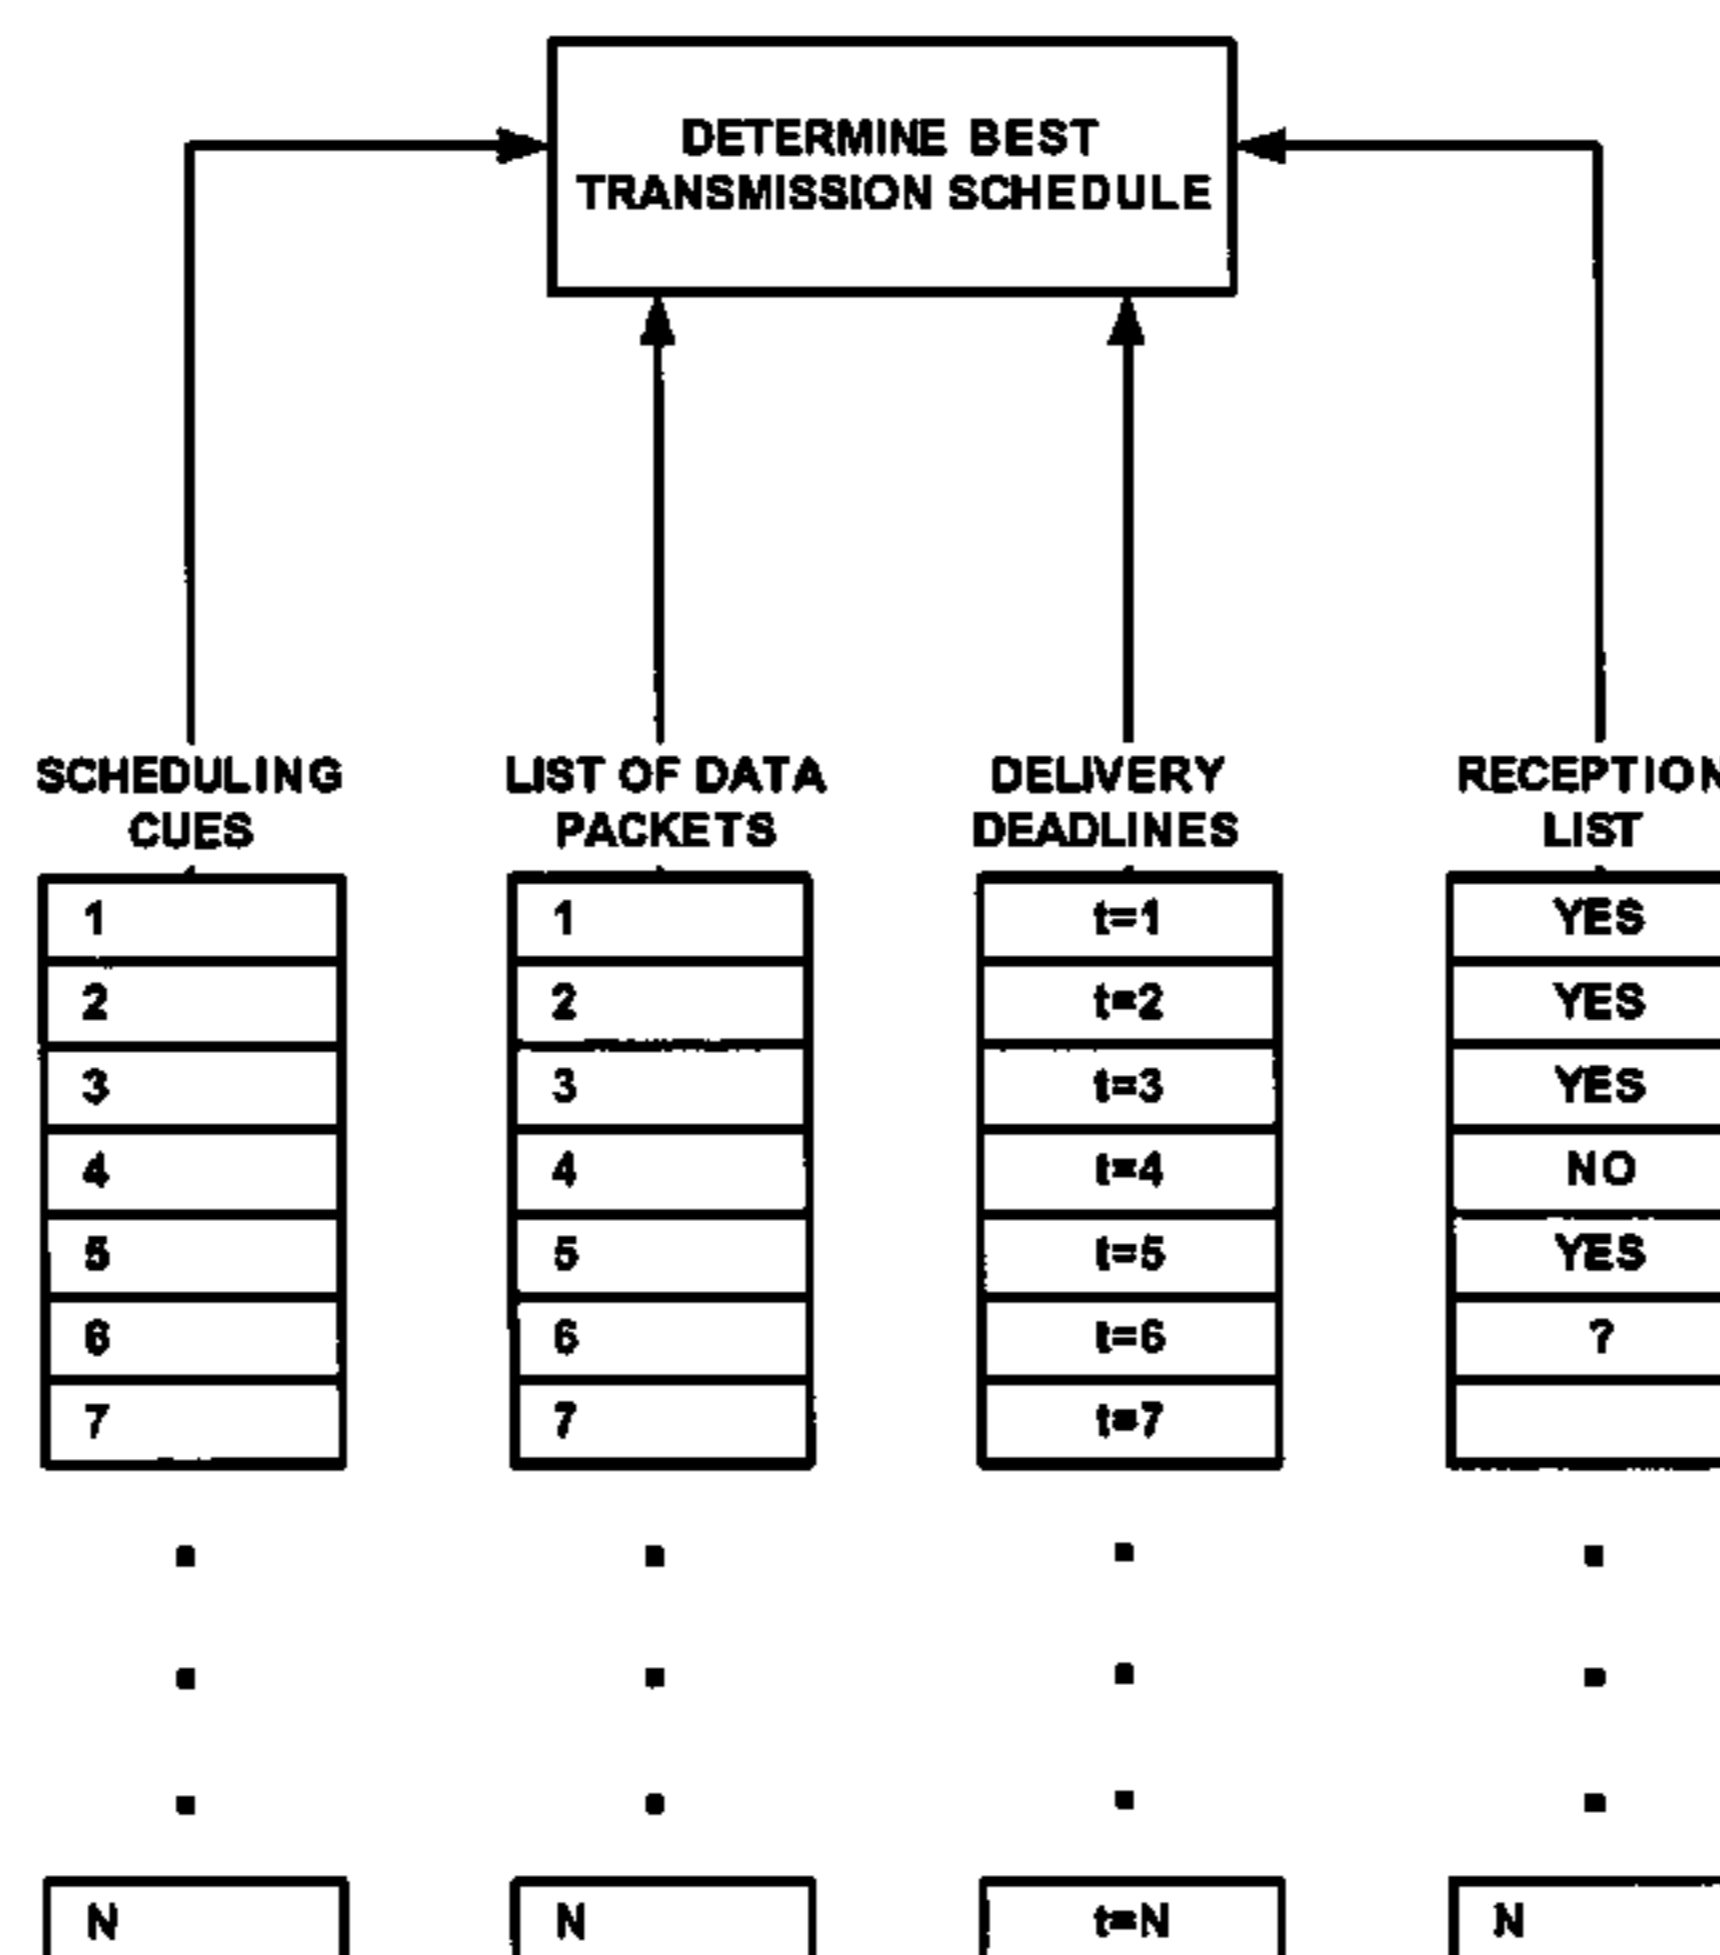 DETERMINE BEST
TRANSMISSION SCHEDULE
SCHEDULING
CUES
1
2
3
4
5
6
7
N
LIST OF DATA
PACKETS
1
2
3
4
5
6
7
N
DELIVERY
DEADLINES
t=1
t=2
t=3
t=4
t=5
t=6
t=7
t=N
RECEPTION
LIST
YES
YES
YES
NO
YES
?
N